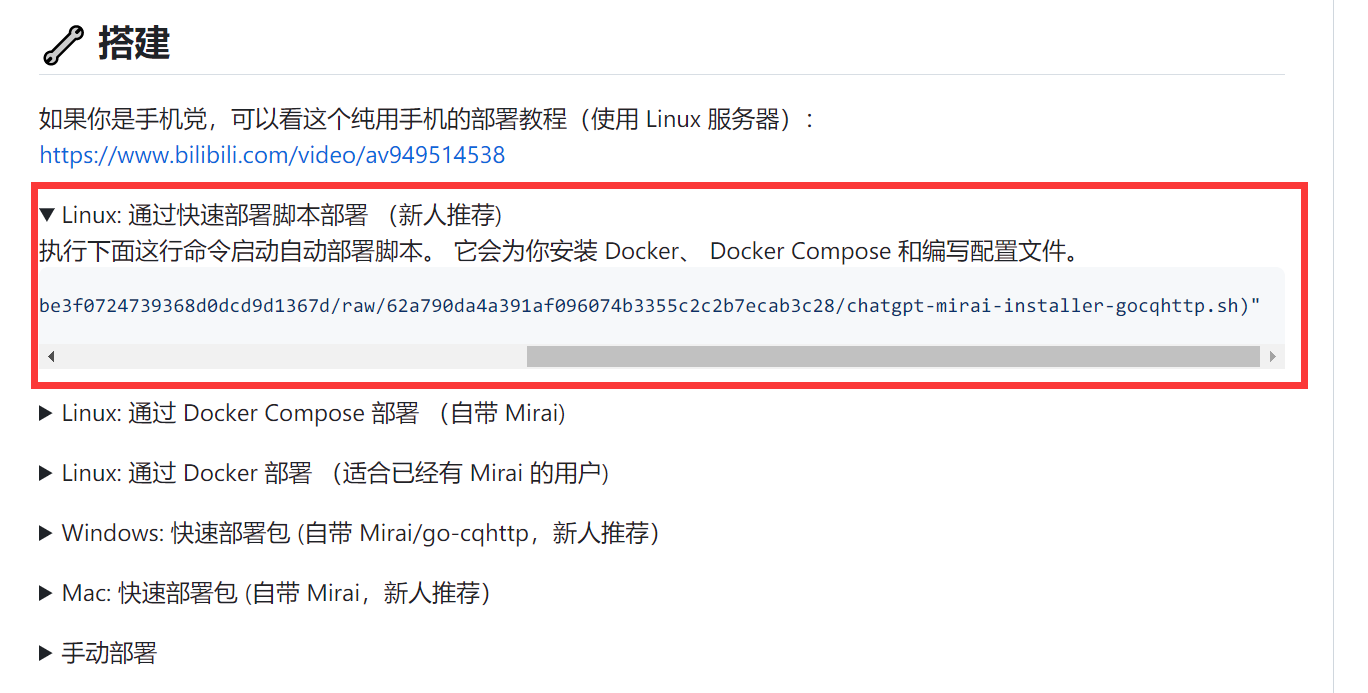 搭建
如果你是手机党，可以看这个纯用手机的部署教程（使用 Linux 服务器）：
https://www.bilibili.com/video/av949514538
▼ Linux: 通过快速部署脚本部署 （新人推荐)
执行下面这行命令启动自动部署脚本。 它会为你安装 Docker、 Docker Compose 和编写配置文件。
be3f0724739368d0dcd9d1367d/raw/62a790da4a391af096074b3355c2c2b7ecab3c28/chatgpt-mirai-installer-gocqhttp.sh)"
▶ Linux: 通过 Docker Compose 部署 （自带 Mirai)
▶ Linux: 通过 Docker 部署 （适合已经有 Mirai 的用户)
▶ Windows: 快速部署包 (自带 Mirai/go-cqhttp，新人推荐）
▶ Mac: 快速部署包 (自带 Mirai，新人推荐）
▶ 手动部署